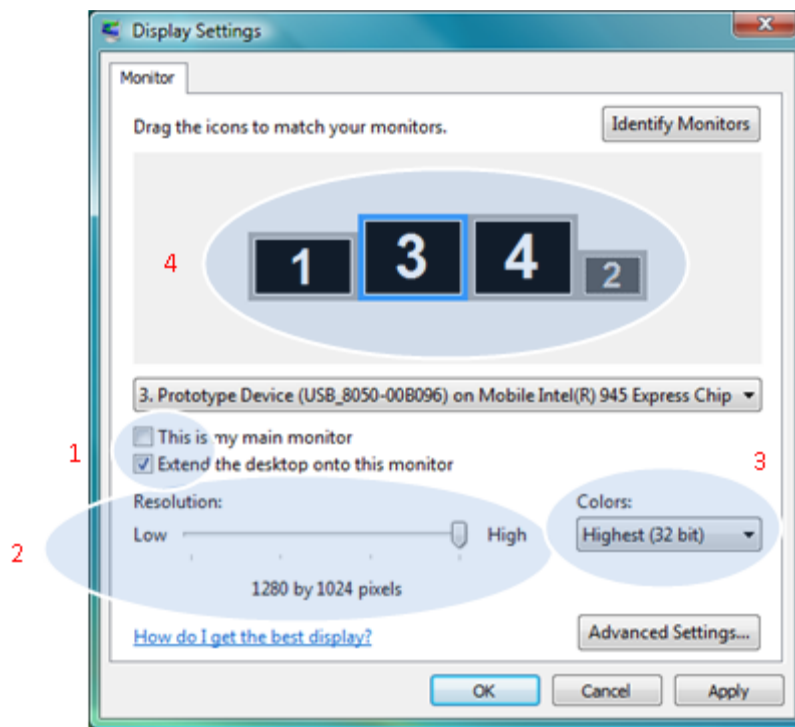 Display Settings
Monitor
Drag the icons to match your monitors.
Identify Monitors
4
1
3
4
2
3. Prototype Device (USB_8050-00B096) on Mobile Intel(R) 945 Express Chip
1
This is my main monitor
Extend the desktop onto this monitor
3
Resolution:
Colors:
2
Low
High
Highest (32 bit)
1280 by 1024 pixels
How do I get the best display?
Advanced Settings...
OK
Cancel
Apply